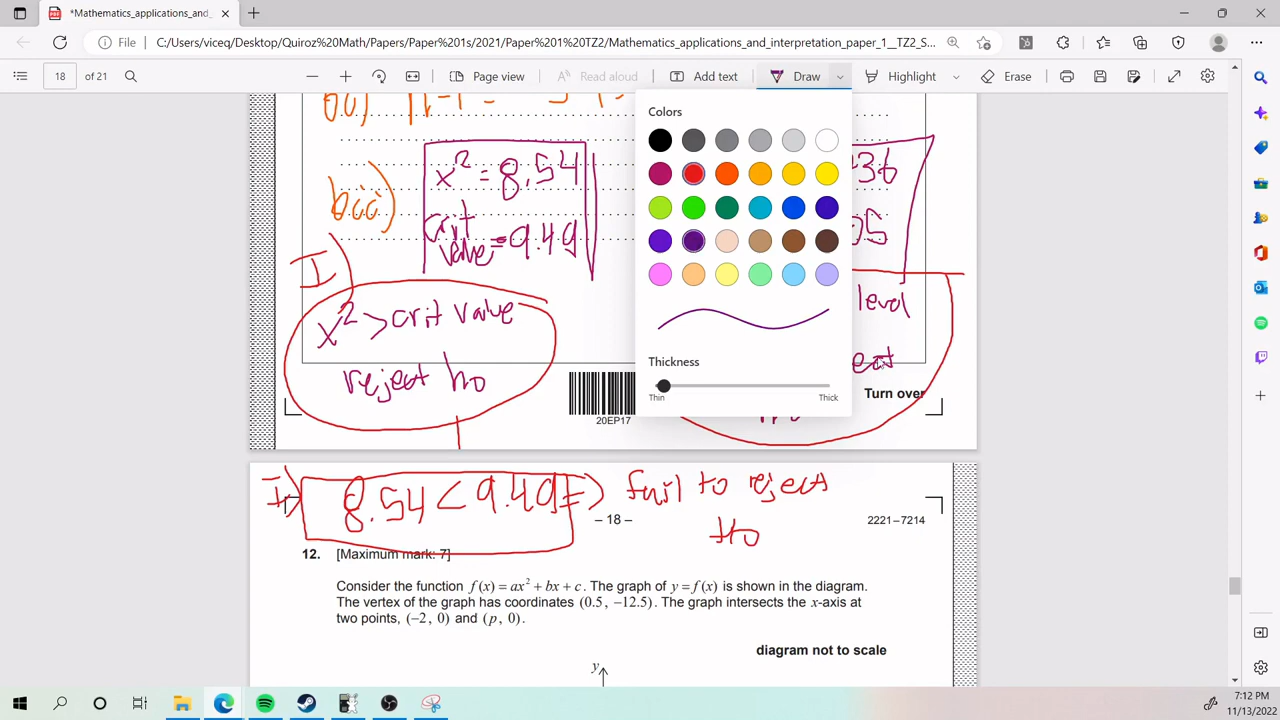 *Mathematics_applications_and_
File
C:/Users/viceq/Desktop/Quiroz%20Math/Papers/Paper%201s/2021/Paper%201%20TZ2/Mathematics_applications_and_interpretation_paper_1__TZ2_S...
18 of 21
Page view
Read aloud
Add text
Draw
Highlight
Erase
Colors
Thickness
Thin
Thick
x² = 8.54
crit value = 9.49
I)
x² > crit value
reject ho
05
level
20EP17
Turn over
8.54 < 9.49 => fail to reject
Ho
– 18 –
2221–7214
12. [Maximum mark: 7]
Consider the function f(x) = ax² + bx + c. The graph of y = f(x) is shown in the diagram.
The vertex of the graph has coordinates (0.5, −12.5). The graph intersects the x-axis at
two points, (−2, 0) and (p, 0).
diagram not to scale
y
7:12 PM
11/13/2022